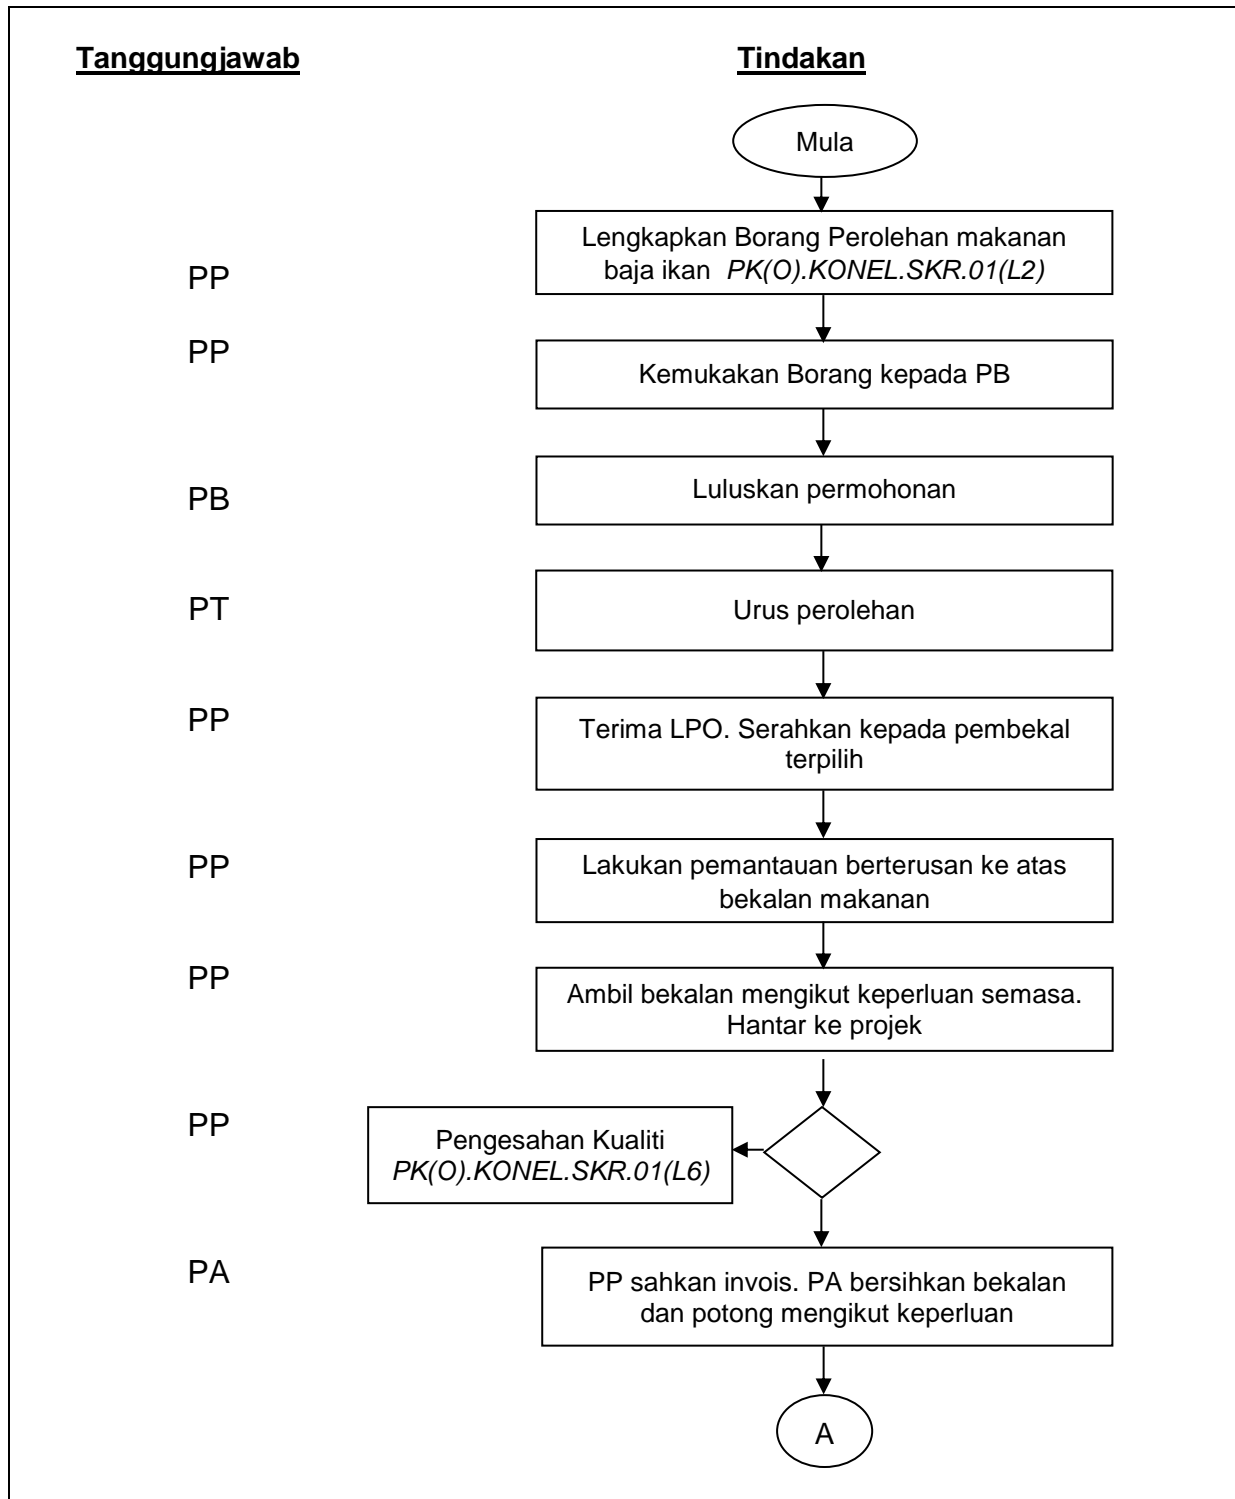 Tanggungjawab
Tindakan
Mula
PP
Lengkapkan Borang Perolehan makanan
baja ikan PK(O).KONEL.SKR.01(L2)
PP
Kemukakan Borang kepada PB
PB
Luluskan permohonan
PT
Urus perolehan
PP
Terima LPO. Serahkan kepada pembekal
terpilih
PP
Lakukan pemantauan berterusan ke atas
bekalan makanan
PP
Ambil bekalan mengikut keperluan semasa.
Hantar ke projek
PP
Pengesahan Kualiti
PK(O).KONEL.SKR.01(L6)
PA
PP sahkan invois. PA bersihkan bekalan
dan potong mengikut keperluan
A